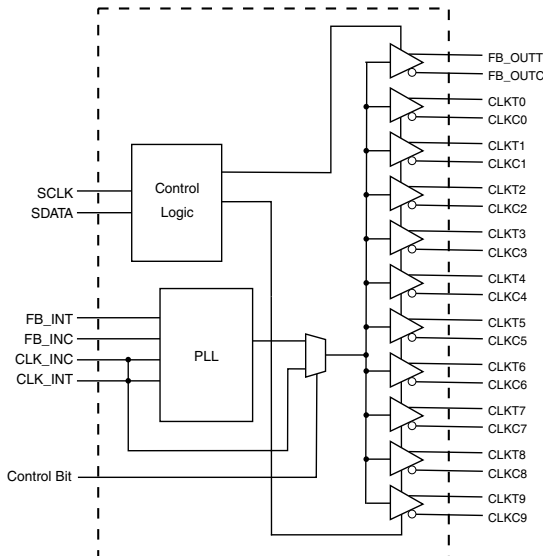 SCLK
SDATA
Control
Logic
FB_INT
FB_INC
CLK_INC
CLK_INT
PLL
Control Bit
FB_OUTT
FB_OUTC
CLKT0
CLKC0
CLKT1
CLKC1
CLKT2
CLKC2
CLKT3
CLKC3
CLKT4
CLKC4
CLKT5
CLKC5
CLKT6
CLKC6
CLKT7
CLKC7
CLKT8
CLKC8
CLKT9
CLKC9